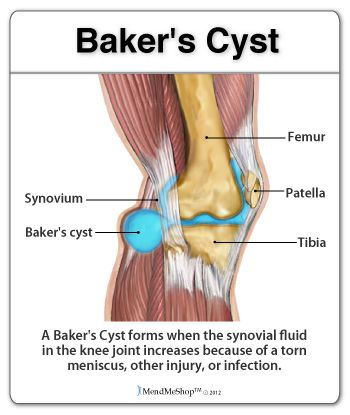 Baker's Cyst
Femur
Synovium
Patella
Baker's cyst
Tibia
A Baker's Cyst forms when the synovial fluid
in the knee joint increases because of a torn
meniscus, other injury, or infection.
MendMeShop™ © 2012